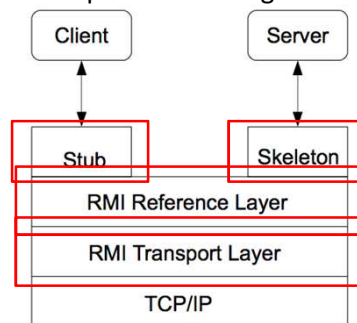 Client Server
Stub Skeleton
RMI Reference Layer
RMI Transport Layer
TCP/IP